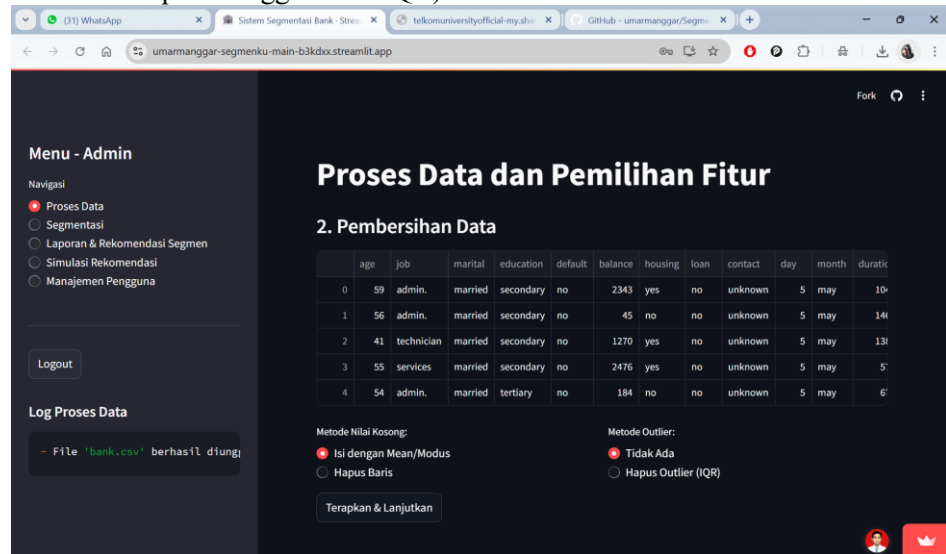 (31) WhatsApp
Sistem Segmentasi Bank · Strea
telkomuniversityofficial-my.shar
GitHub - umarmanggar/Segme
umarmanggar-segmenku-main-b3kdxx.streamlit.app
Fork
Menu - Admin
Navigasi
Proses Data
Segmentasi
Laporan & Rekomendasi Segmen
Simulasi Rekomendasi
Manajemen Pengguna
Logout
Log Proses Data
- File 'bank.csv' berhasil diung
Proses Data dan Pemilihan Fitur
2. Pembersihan Data
age job marital education default balance housing loan contact day month duratio
0 59 admin. married secondary no 2343 yes no unknown 5 may 104
1 56 admin. married secondary no 45 no no unknown 5 may 146
2 41 technician married secondary no 1270 yes no unknown 5 may 138
3 55 services married secondary no 2476 yes no unknown 5 may 5
4 54 admin. married tertiary no 184 no no unknown 5 may 6
Metode Nilai Kosong:
Isi dengan Mean/Modus
Hapus Baris
Metode Outlier:
Tidak Ada
Hapus Outlier (IQR)
Terapkan & Lanjutkan